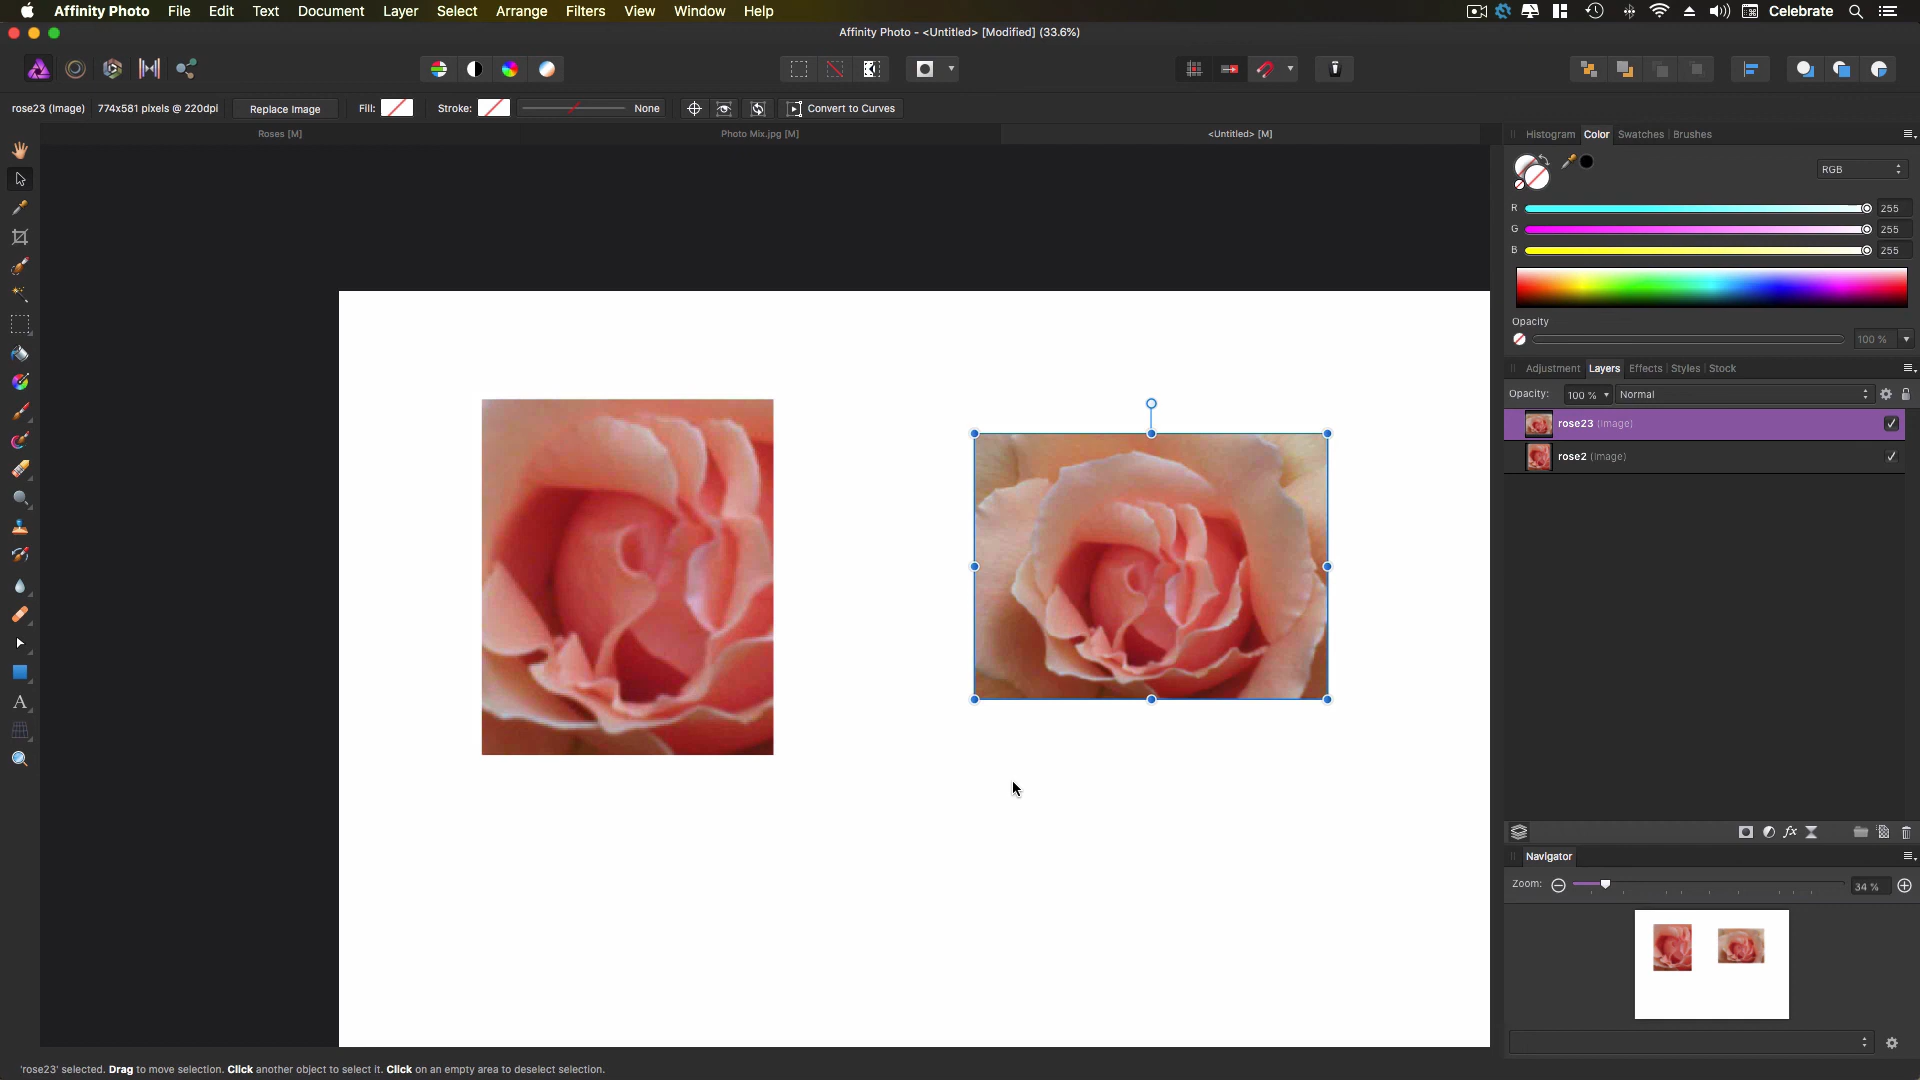 Affinity Photo File Edit Text Document Layer Select Arrange Filters View Window Help Celebrate
Affinity Photo - <Untitled> [Modified] (33.6%)
rose23 (Image) 774x581 pixels @ 220dpi Replace Image Fill: Stroke: None Convert to Curves
Roses [M] Photo Mix.jpg [M] <Untitled> [M]
Histogram Color Swatches Brushes
RGB
R 255
G 255
B 255
Opacity
100 %
Adjustment Layers Effects Styles Stock
Opacity: 100 % Normal
rose23 (Image)
rose2 (Image)
fx
Navigator
Zoom: 34 %
A
'rose23' selected. Drag to move selection. Click another object to select it. Click on an empty area to deselect selection.